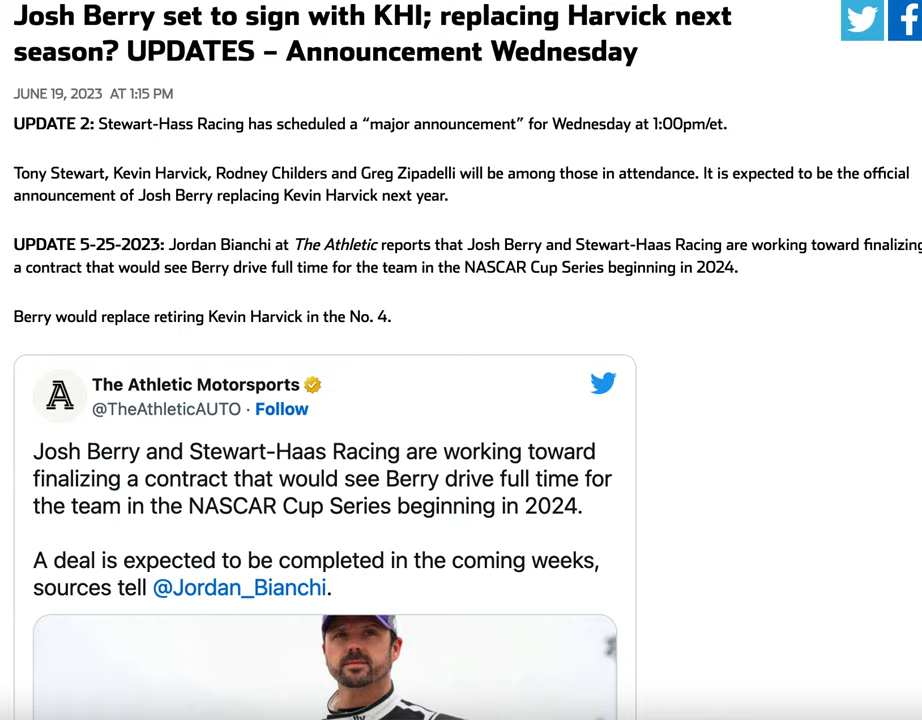 Josh Berry set to sign with KHI; replacing Harvick next
season? UPDATES – Announcement Wednesday
JUNE 19, 2023 AT 1:15 PM
UPDATE 2: Stewart-Hass Racing has scheduled a “major announcement” for Wednesday at 1:00pm/et.
Tony Stewart, Kevin Harvick, Rodney Childers and Greg Zipadelli will be among those in attendance. It is expected to be the official
announcement of Josh Berry replacing Kevin Harvick next year.
UPDATE 5-25-2023: Jordan Bianchi at The Athletic reports that Josh Berry and Stewart-Haas Racing are working toward finalizing
a contract that would see Berry drive full time for the team in the NASCAR Cup Series beginning in 2024.
Berry would replace retiring Kevin Harvick in the No. 4.
The Athletic Motorsports
@TheAthleticAUTO · Follow
Josh Berry and Stewart-Haas Racing are working toward
finalizing a contract that would see Berry drive full time for
the team in the NASCAR Cup Series beginning in 2024.
A deal is expected to be completed in the coming weeks,
sources tell @Jordan_Bianchi.